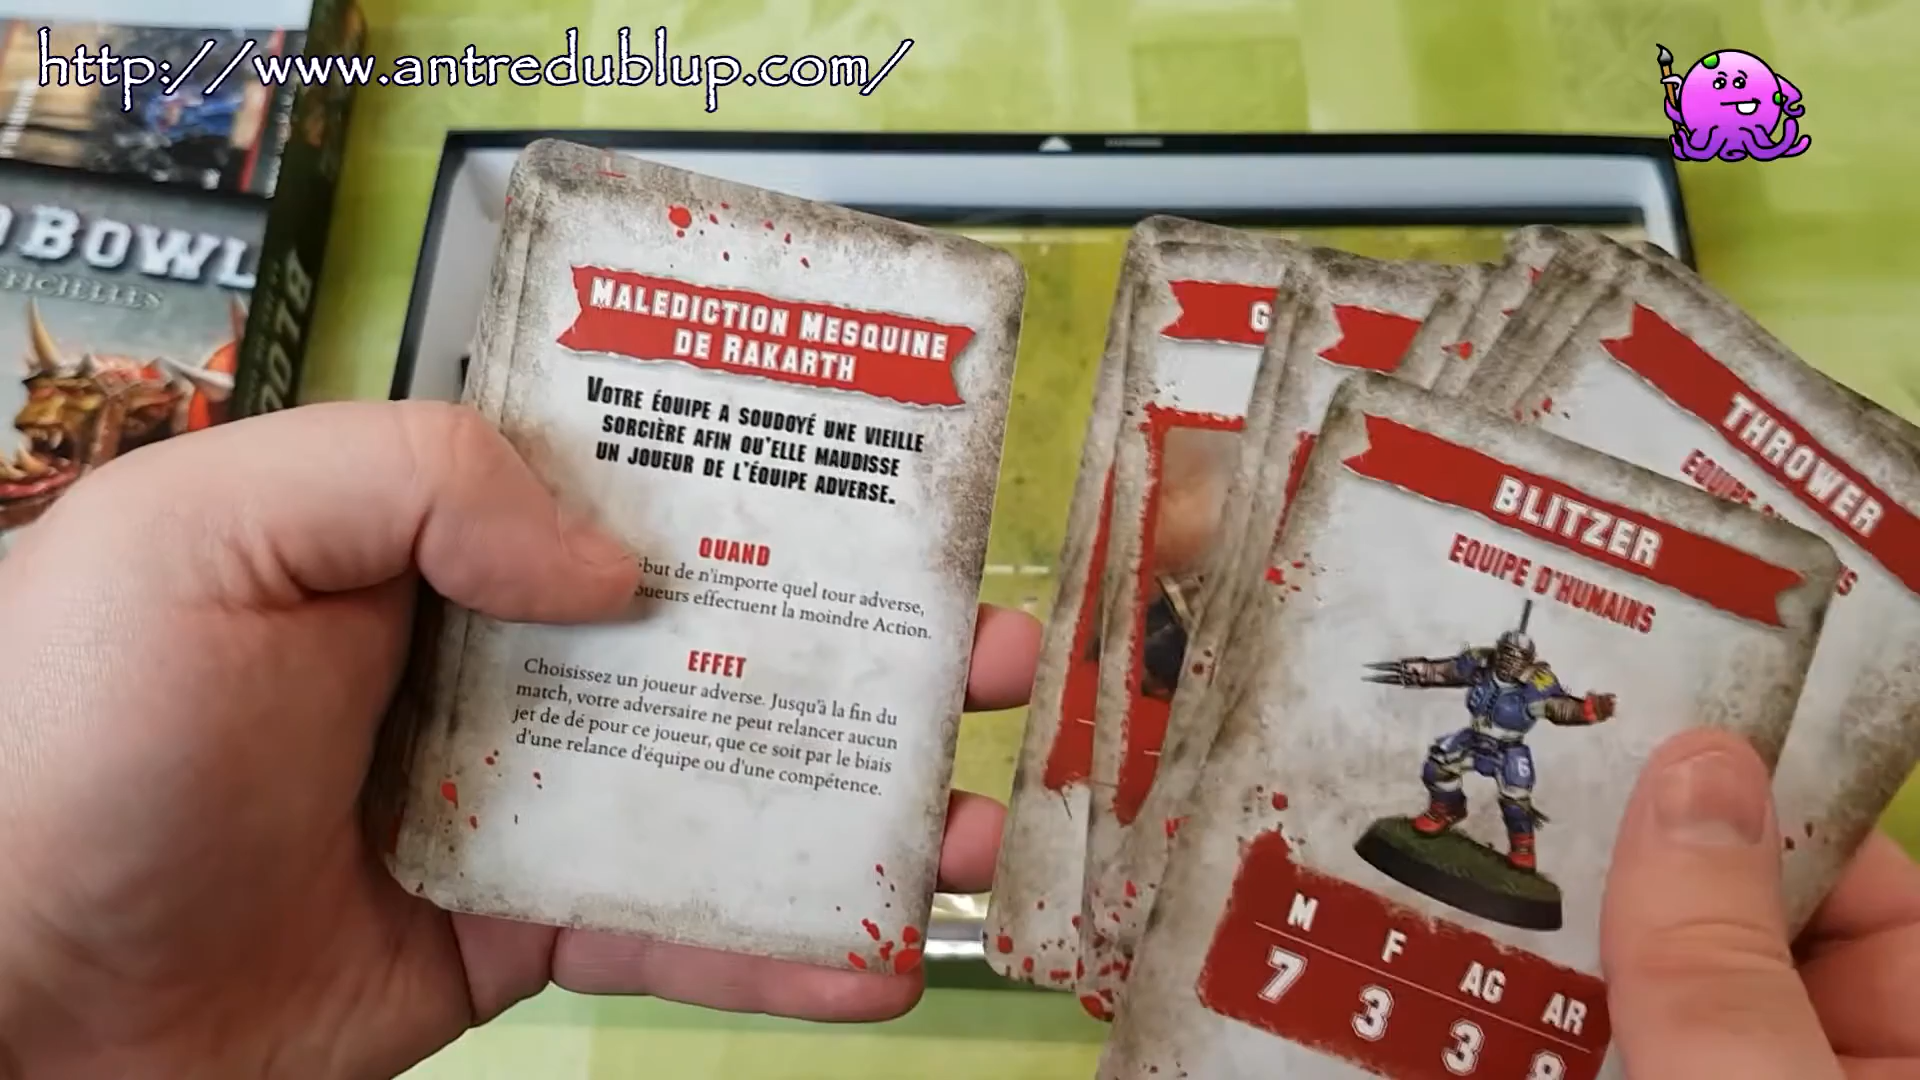 http://www.antredublup.com/
BOWL
MALEDICTION MESQUINE
DE RAKARTH
VOTRE ÉQUIPE A SOUDOYÉ UNE VIEILLE
SORCIÈRE AFIN QU'ELLE MAUDISSE
UN JOUEUR DE L'ÉQUIPE ADVERSE.
QUAND
de n'importe quel tour adverse,
effectuent la moindre Action.
EFFET
Choisissez un joueur adverse. Jusqu'à la fin du
match, votre adversaire ne peut relancer aucun
jet de dé pour ce joueur, que ce soit par le biais
d'une relance d'équipe ou d'une compétence.
G
THROWER
BLITZER
EQUIPE D'HUMAINS
M F AG AR
7 3 3 8